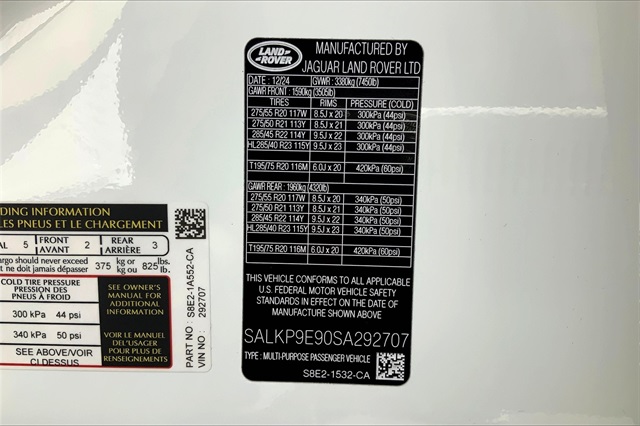 LAND
ROVER
MANUFACTURED BY
JAGUAR LAND ROVER LTD
DATE : 12/24 GVWR : 3380kg (7450lb)
GAWR FRONT : 1590kg (3505lb)
TIRES RIMS PRESSURE (COLD)
275/55 R20 117W 8.5J x 20 300kPa (44psi)
275/50 R21 113Y 8.5J x 21 300kPa (44psi)
285/45 R22 114Y 9.5J x 22 300kPa (44psi)
HL285/40 R23 115Y 9.5J x 23 300kPa (44psi)
T195/75 R20 116M 6.0J x 20 420kPa (60psi)
GAWR REAR : 1960kg (4320lb)
275/55 R20 117W 8.5J x 20 340kPa (50psi)
275/50 R21 113Y 8.5J x 21 340kPa (50psi)
285/45 R22 114Y 9.5J x 22 340kPa (50psi)
HL285/40 R23 115Y 9.5J x 23 340kPa (50psi)
T195/75 R20 116M 6.0J x 20 420kPa (60psi)
THIS VEHICLE CONFORMS TO ALL APPLICABLE
U.S. FEDERAL MOTOR VEHICLE SAFETY
STANDARDS IN EFFECT ON THE DATE OF
MANUFACTURE SHOWN ABOVE
SALKP9E90SA292707
TYPE : MULTI-PURPOSE PASSENGER VEHICLE
S8E2-1532-CA
DING INFORMATION
LES PNEUS ET LE CHARGEMENT
AL 5 FRONT AVANT 2 REAR ARRIÈRE 3
argo should never exceed
t ne doit jamais dépasser 375 kg or kg ou 825 lbs. lb.
COLD TIRE PRESSURE
PRESSION DES
PNEUS À FROID
300 kPa 44 psi
340 kPa 50 psi
SEE ABOVE/VOIR
CI.DESSUS
SEE OWNER'S
MANUAL FOR
ADDITIONAL
INFORMATION
VOIR LE MANUEL
DEL'USAGER
POUR PLUS DE
RENSEIGNEMENTS
PART NO : S8E2-1A552-CA
VIN NO : 292707